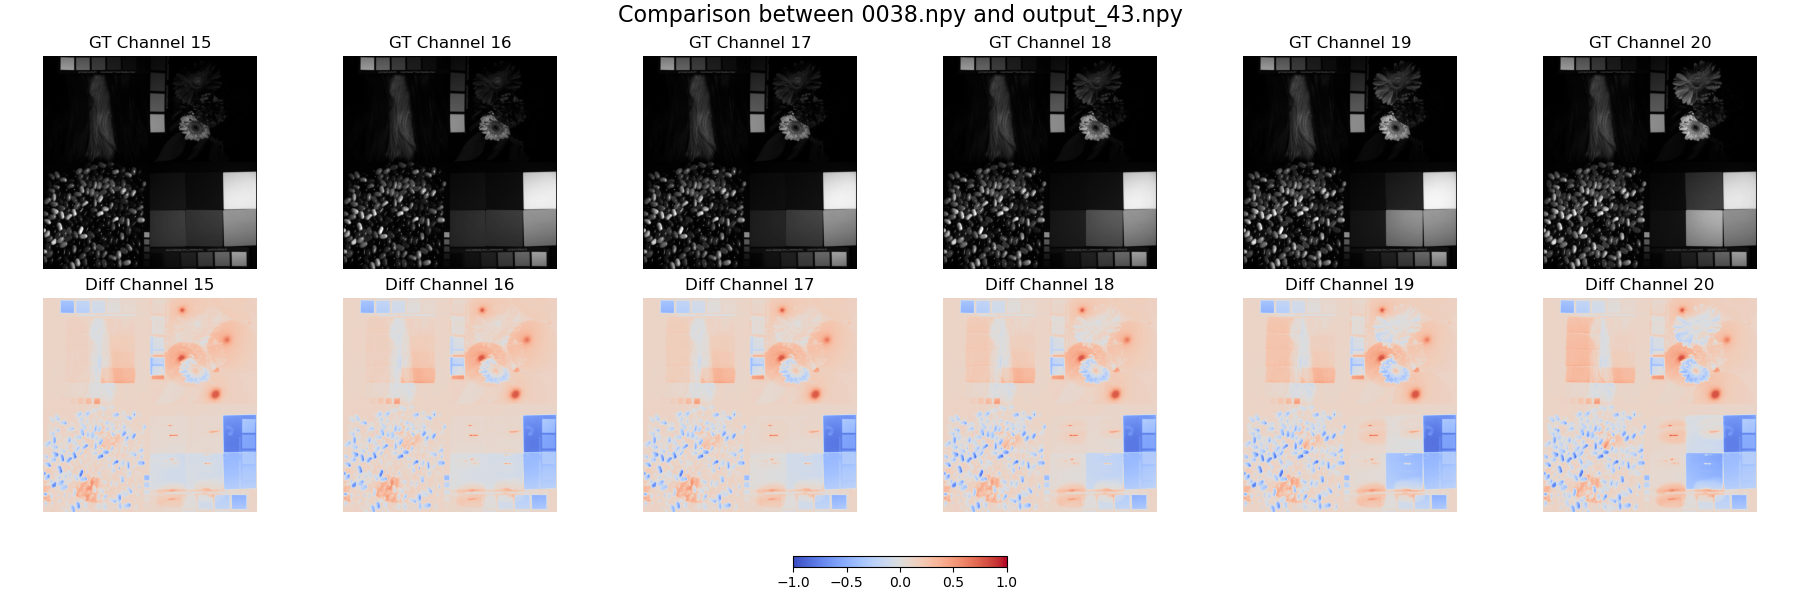 Comparison between 0038.npy and output_43.npy
GT Channel 15
GT Channel 16
GT Channel 17
GT Channel 18
GT Channel 19
GT Channel 20
Diff Channel 15
Diff Channel 16
Diff Channel 17
Diff Channel 18
Diff Channel 19
Diff Channel 20
−1.0 −0.5 0.0 0.5 1.0